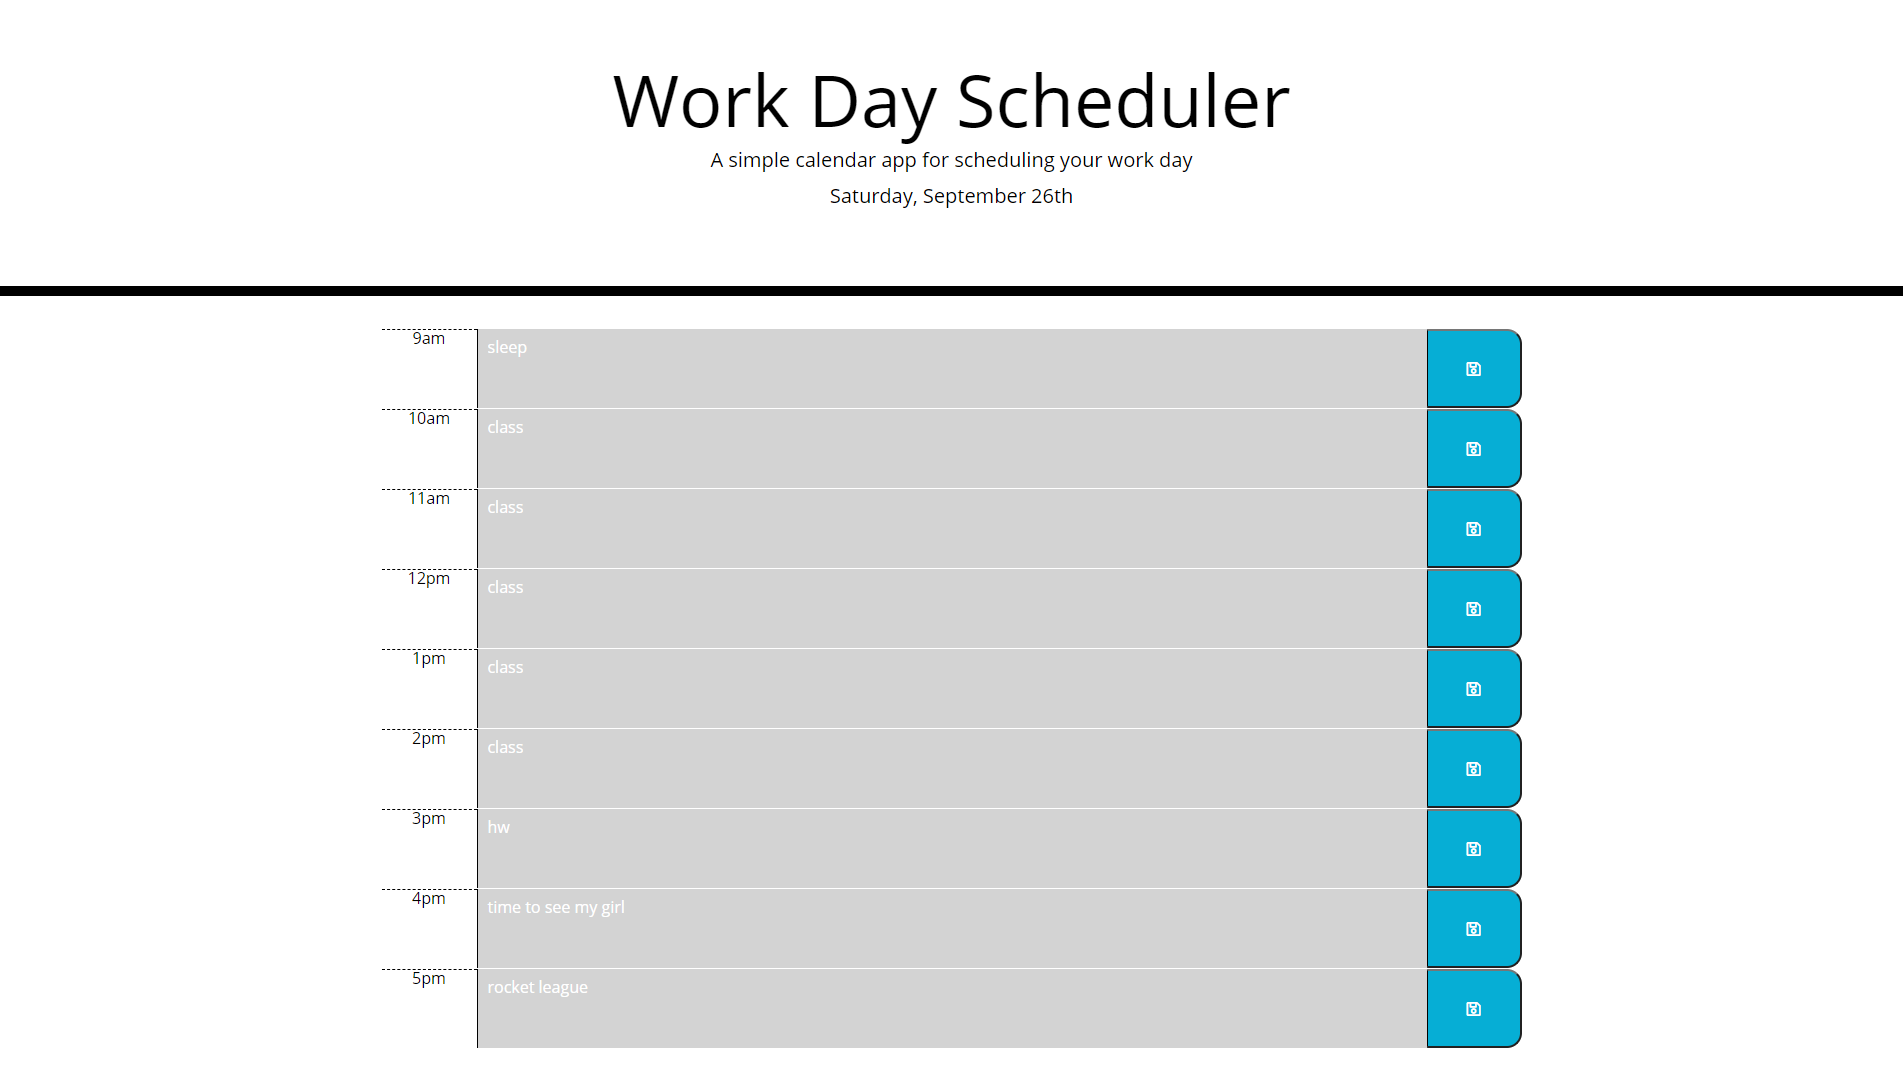 Work Day Scheduler
A simple calendar app for scheduling your work day
Saturday, September 26th
9am
sleep
10am
class
11am
class
12pm
class
1pm
class
2pm
class
3pm
hw
4pm
time to see my girl
5pm
rocket league